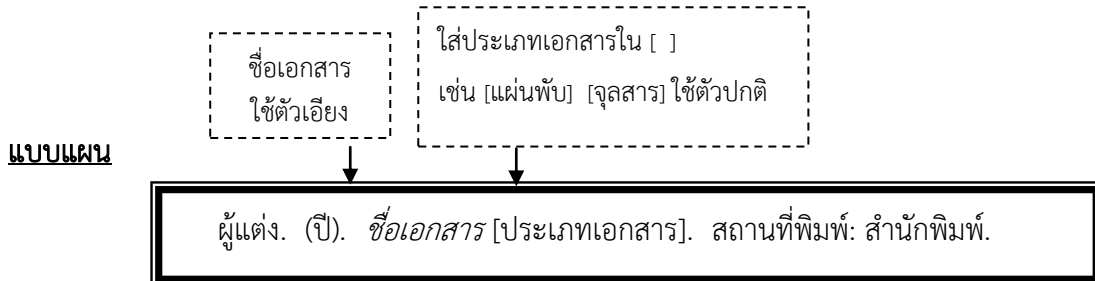 ชื่อเอกสาร
ใช้ตัวเอียง
ใส่ประเภทเอกสารใน [ ]
เช่น [แผ่นพับ] [จุลสาร] ใช้ตัวปกติ
แบบแผน
ผู้แต่ง. (ปี). ชื่อเอกสาร [ประเภทเอกสาร]. สถานที่พิมพ์: สำนักพิมพ์.